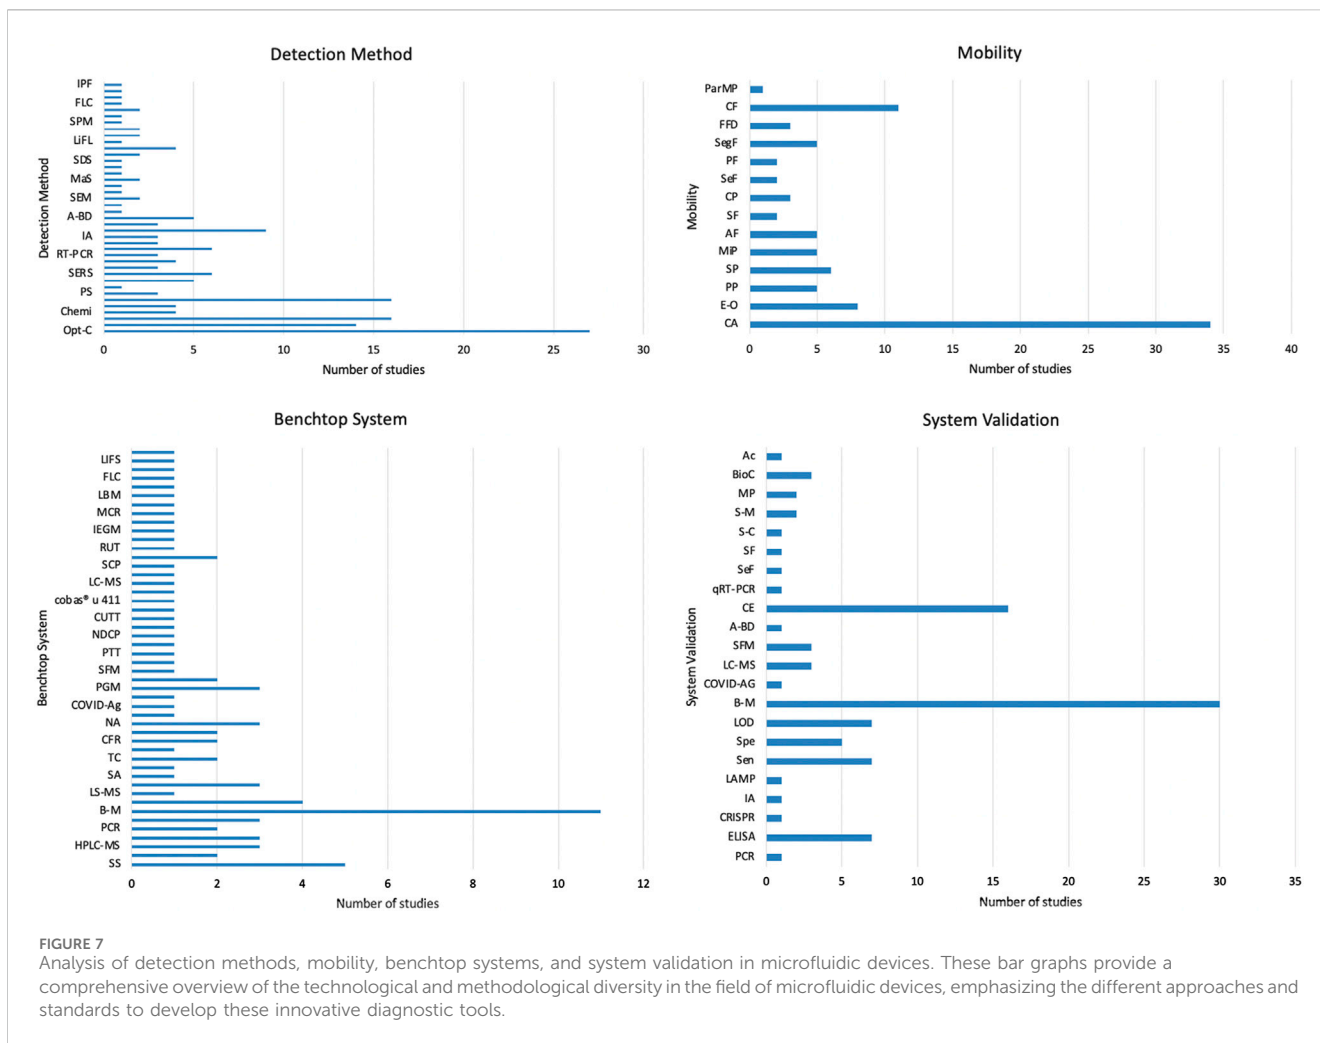 Detection Method
Detection Method
IPF
FLC
SPM
LiFL
SDS
MaS
SEM
A-BD
IA
RT-PCR
SERS
PS
Chemi
Opt-C
0 5 10 15 20 25 30
Number of studies
Mobility
Mobility
ParMP
CF
FFD
SegF
PF
SeF
CP
SF
AF
MiP
SP
PP
E-O
CA
0 5 10 15 20 25 30 35 40
Number of studies
Benchtop System
Benchtop System
LIFS
FLC
LBM
MCR
IEGM
RUT
SCP
LC-MS
cobas® u 411
CUTT
NDCP
PTT
SFM
PGM
COVID-Ag
NA
CFR
TC
SA
LS-MS
B-M
PCR
HPLC-MS
SS
0 2 4 6 8 10 12
Number of studies
System Validation
System Validation
Ac
BioC
MP
S-M
S-C
SF
SeF
qRT-PCR
CE
A-BD
SFM
LC-MS
COVID-AG
B-M
LOD
Spe
Sen
LAMP
IA
CRISPR
ELISA
PCR
0 5 10 15 20 25 30 35
Number of studies
FIGURE 7
Analysis of detection methods, mobility, benchtop systems, and system validation in microfluidic devices. These bar graphs provide a
comprehensive overview of the technological and methodological diversity in the field of microfluidic devices, emphasizing the different approaches and
standards to develop these innovative diagnostic tools.